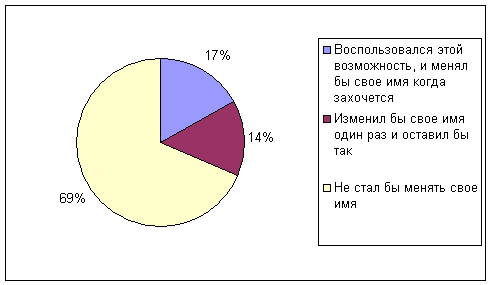 17%
14%
69%
Воспользовался этой
возможность, и менял
бы свое имя когда
захочется
Изменил бы свое имя
один раз и оставил бы
так
Не стал бы менять свое
имя